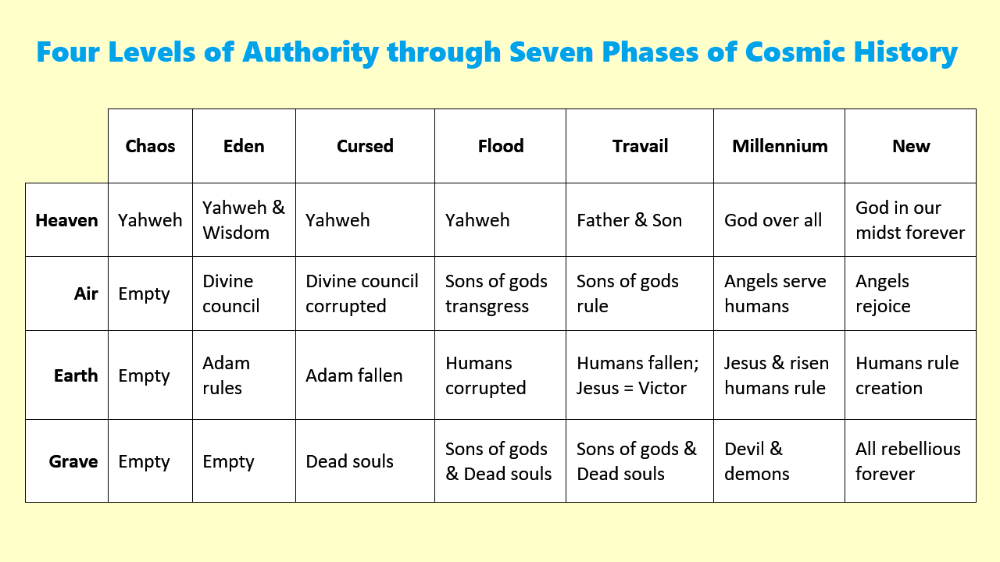 Four Levels of Authority through Seven Phases of Cosmic History
Chaos Eden Cursed Flood Travail Millennium New
Heaven
Yahweh
Yahweh &
Wisdom
Yahweh
Yahweh
Father & Son
God over all
God in our
midst forever
Air
Empty
Divine
council
Divine council
corrupted
Sons of gods
transgress
Sons of gods
rule
Angels serve
humans
Angels
rejoice
Earth
Empty
Adam
rules
Adam fallen
Humans
corrupted
Humans fallen;
Jesus = Victor
Jesus & risen
humans rule
Humans rule
creation
Grave
Empty
Empty
Dead souls
Sons of gods
& Dead souls
Sons of gods &
Dead souls
Devil &
demons
All rebellious
forever